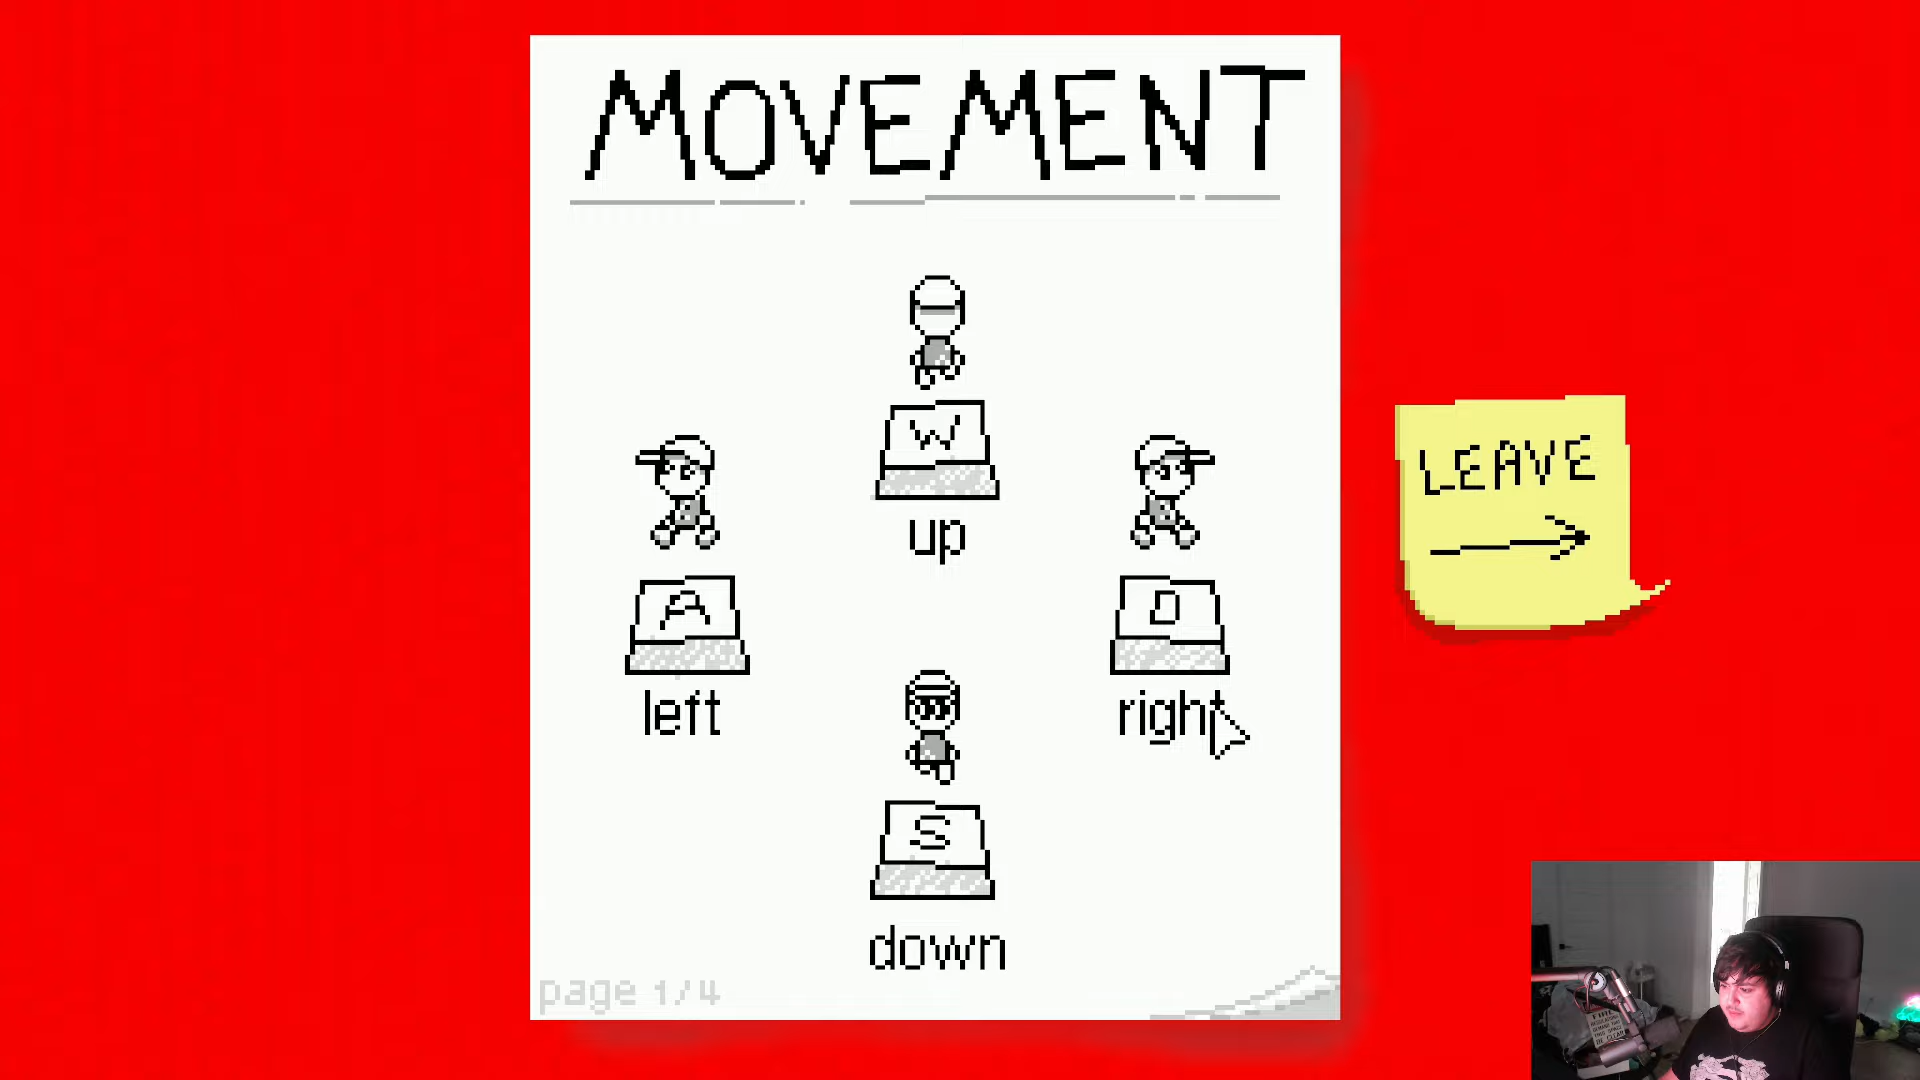 MOVEMENT
W
up
A
D
left
right
S
down
page 1/4
LEAVE